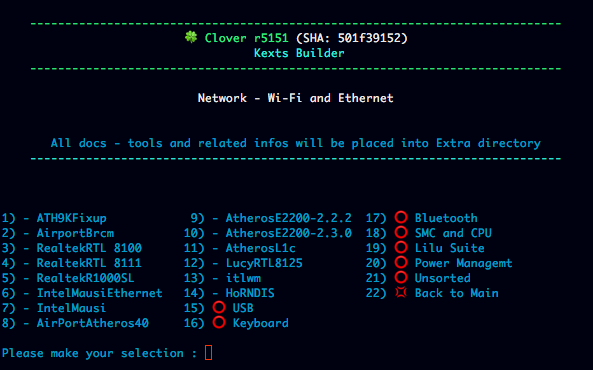 🍀 Clover r5151 (SHA: 501f39152)
Kexts Builder
Network - Wi-Fi and Ethernet
All docs - tools and related infos will be placed into Extra directory
1) - ATH9KFixup 9) - AtherosE2200-2.2.2 17) ⭕ Bluetooth
2) - AirportBrcm 10) - AtherosE2200-2.3.0 18) ⭕ SMC and CPU
3) - RealtekRTL 8100 11) - AtherosL1c 19) ⭕ Lilu Suite
4) - RealtekRTL 8111 12) - LucyRTL8125 20) ⭕ Power Managemt
5) - RealtekR1000SL 13) - itlwm 21) ⭕ Unsorted
6) - IntelMausiEthernet 14) - HoRNDIS 22) 💢 Back to Main
7) - IntelMausi 15) ⭕ USB
8) - AirPortAtheros40 16) ⭕ Keyboard
Please make your selection :